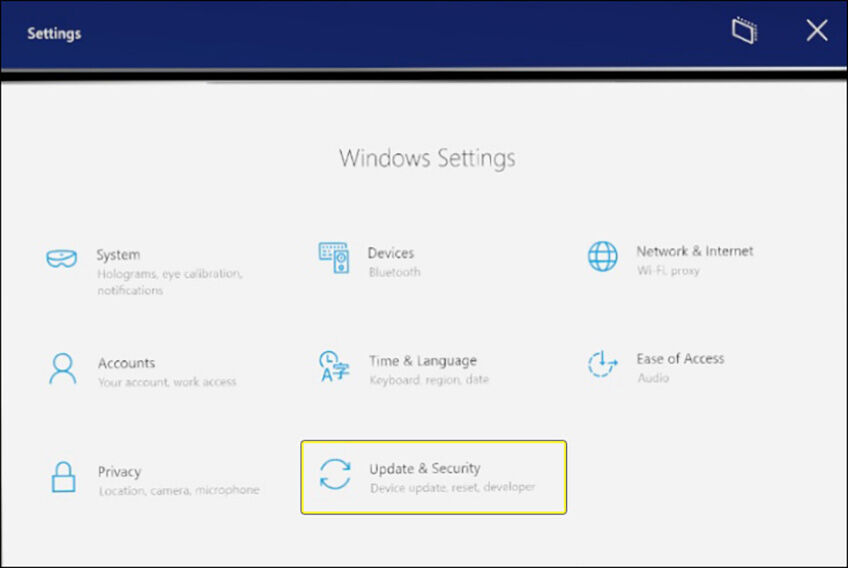 Settings
Windows Settings
System
Holograms, eye calibration,
notifications
Devices
Bluetooth
Network & Internet
Wi-Fi, proxy
Accounts
Your account, work access
Time & Language
Keyboard, region, date
Ease of Access
Audio
Privacy
Location, camera, microphone
Update & Security
Device update, reset, developer